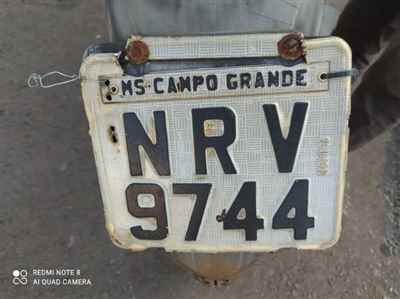 MS-CAMPO GRANDE
NRV
9744
REDMI NOTE 8
AI QUAD CAMERA